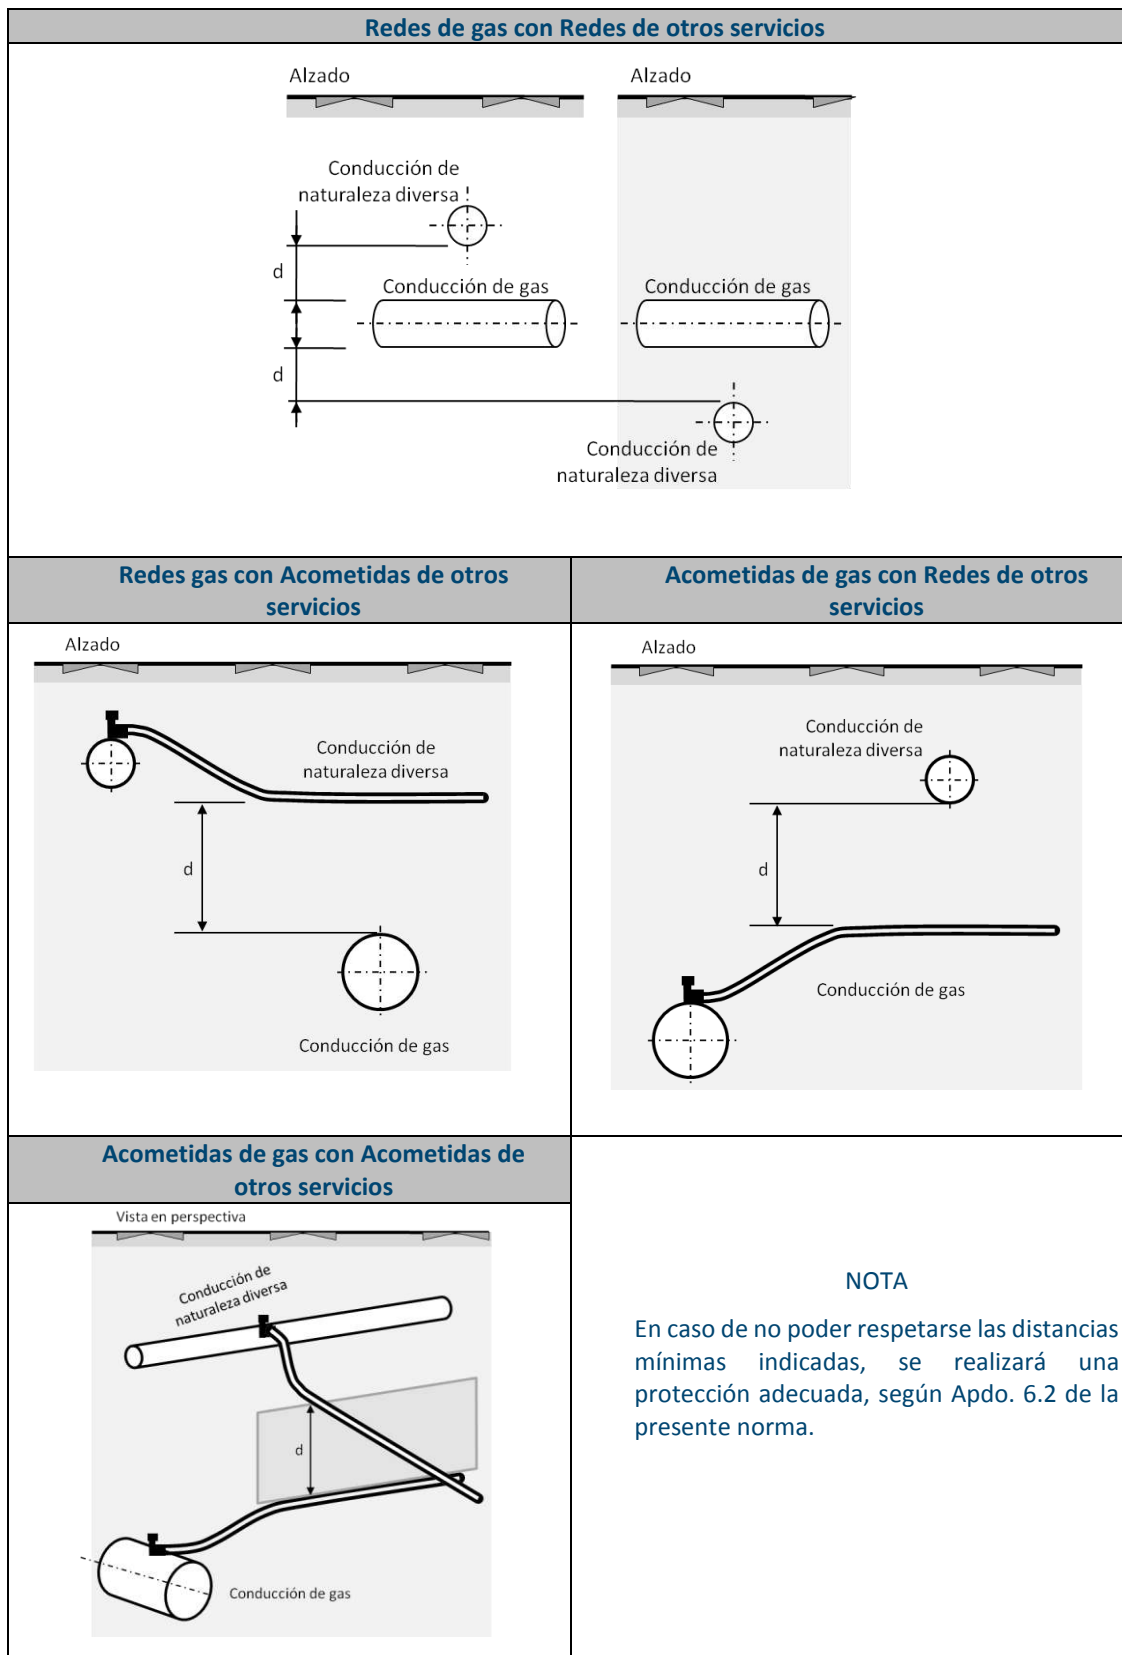 Redes de gas con Redes de otros servicios
Alzado
Alzado
Conducción de
naturaleza diversa
d
Conducción de gas
Conducción de gas
d
Conducción de
naturaleza diversa
Redes gas con Acometidas de otros
servicios
Acometidas de gas con Redes de otros
servicios
Alzado
Conducción de
naturaleza diversa
d
Conducción de gas
Alzado
Conducción de
naturaleza diversa
d
Conducción de gas
Acometidas de gas con Acometidas de
otros servicios
Vista en perspectiva
Conducción de
naturaleza diversa
d
Conducción de gas
NOTA
En caso de no poder respetarse las distancias
mínimas indicadas, se realizará una
protección adecuada, según Apdo. 6.2 de la
presente norma.